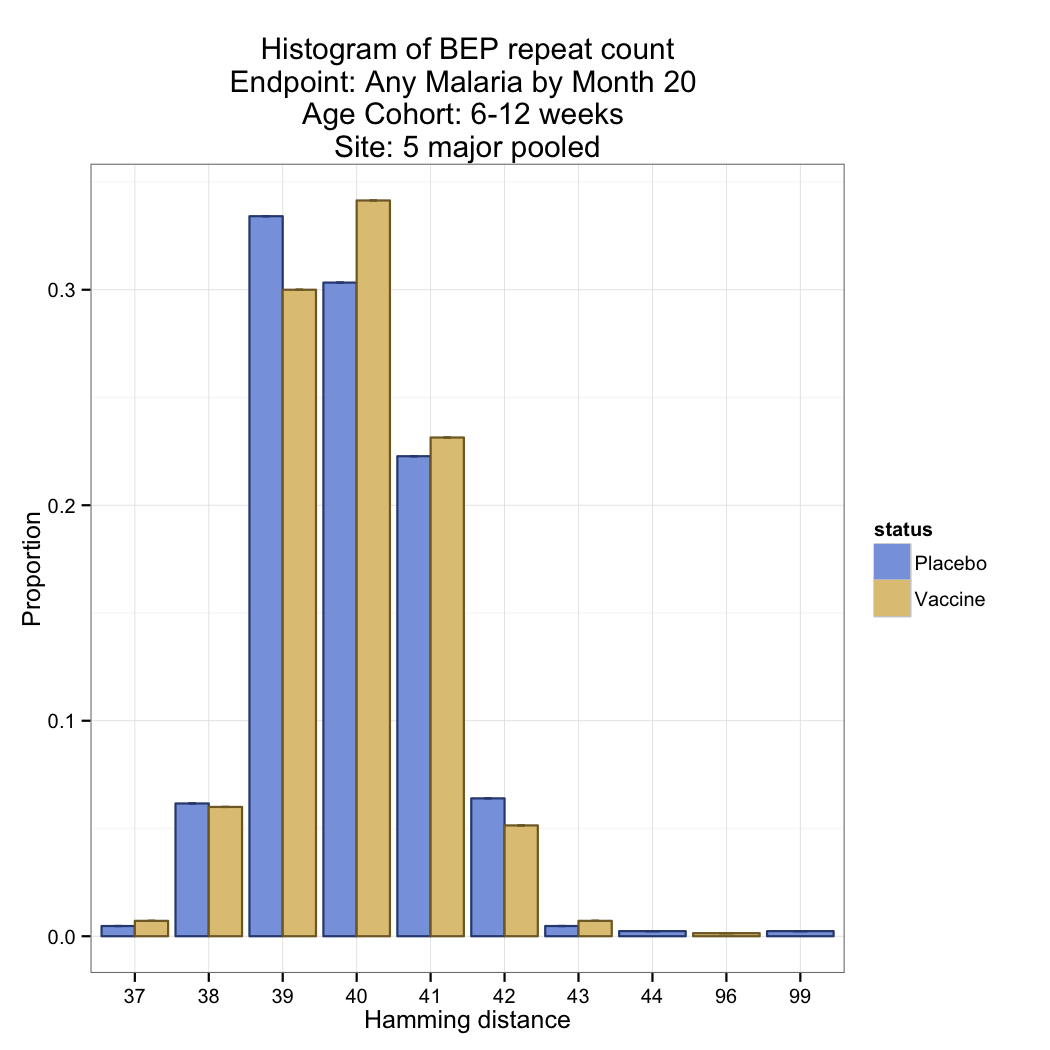 Histogram of BEP repeat count
Endpoint: Any Malaria by Month 20
Age Cohort: 6-12 weeks
Site: 5 major pooled
Proportion
0.3
0.2
0.1
0.0
37 38 39 40 41 42 43 44 96 99
Hamming distance
status
Placebo
Vaccine